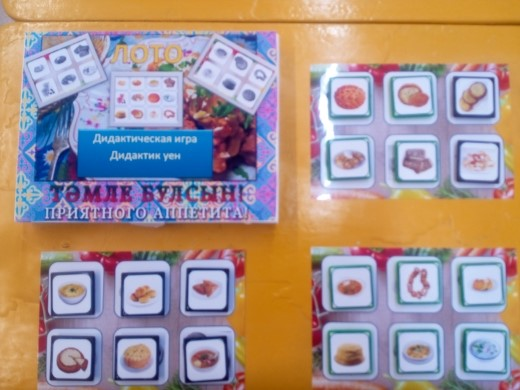 ЛОТО
Дидактическая игра
Дидактик уен
ТӘМЛЕ БУЛСЫН!
ПРИЯТНОГО АППЕТИТА!